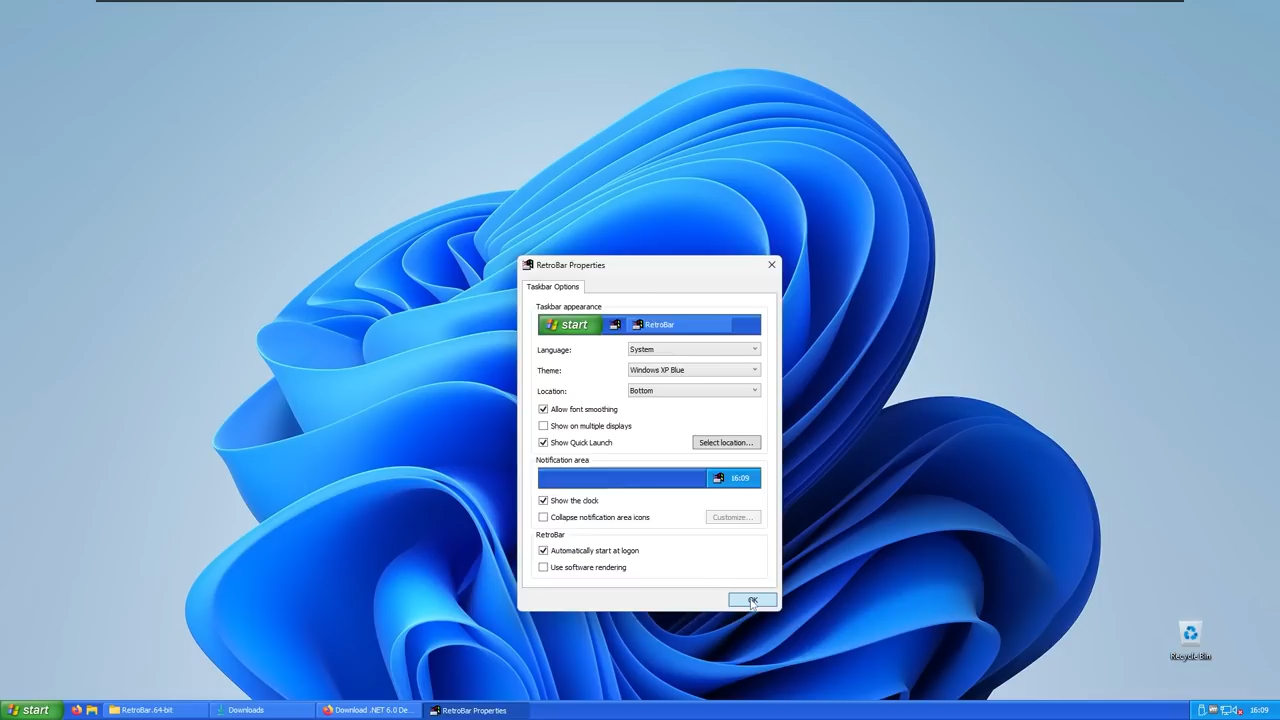 RetroBar Properties
Taskbar Options
Taskbar appearance
start RetroBar
Language: System
Theme: Windows XP Blue
Location: Bottom
Allow font smoothing
Show on multiple displays
Show Quick Launch Select location...
Notification area
16:09
Show the clock
Collapse notification area icons Customize...
RetroBar
Automatically start at logon
Use software rendering
OK
Recycle Bin
start RetroBar.64-bit Downloads Download .NET 6.0 De... RetroBar Properties 16:09